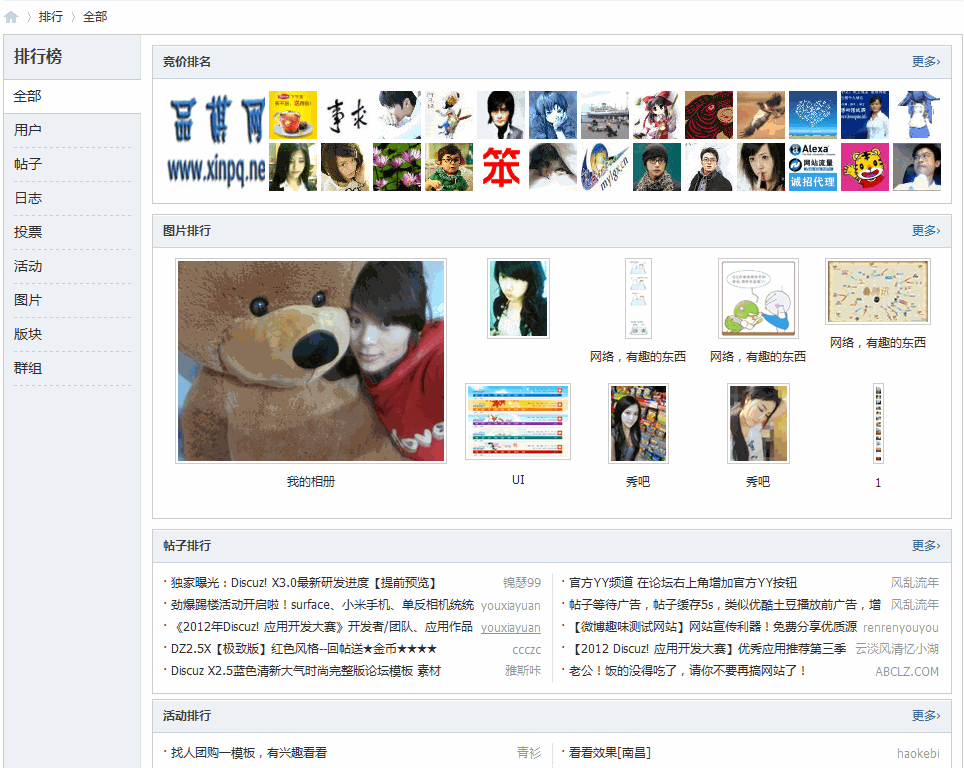 排行 全部
排行榜
全部
用户
帖子
日志
投票
活动
图片
版块
群组
竞价排名 更多›
品棋网
www.xinpq.ne
事求
笨
myfgx.cn
Alexa
网站流量
诚招代理
图片排行 更多›
网络，有趣的东西
网络，有趣的东西
网络，有趣的东西
我的相册
UI
秀吧
秀吧
1
帖子排行 更多›
· 独家曝光：Discuz! X3.0最新研发进度【提前预览】 锦瑟99
· 劲爆踢楼活动开启啦！surface、小米手机、单反相机统统 youxiayuan
· 《2012年Discuz! 应用开发大赛》开发者/团队、应用作品 youxiayuan
· DZ2.5X【极致版】红色风格--回帖送★金币★★★★ ccczc
· Discuz X2.5蓝色清新大气时尚完整版论坛模板 素材 雅斯咔
· 官方YY频道 在论坛右上角增加官方YY按钮 风乱流年
· 帖子等待广告，帖子缓存5s，类似优酷土豆播放前广告，增 风乱流年
· 【微博趣味测试网站】网站宣传利器！免费分享优质源 renrenyouyou
· 【2012 Discuz! 应用开发大赛】优秀应用推荐第三季 云淡风清忆小湖
· 老公！饭的没得吃了，请你不要再搞网站了！ ABCLZ.COM
活动排行 更多›
· 找人团购一模板，有兴趣看看 青衫
· 看看效果[南昌] haokebi